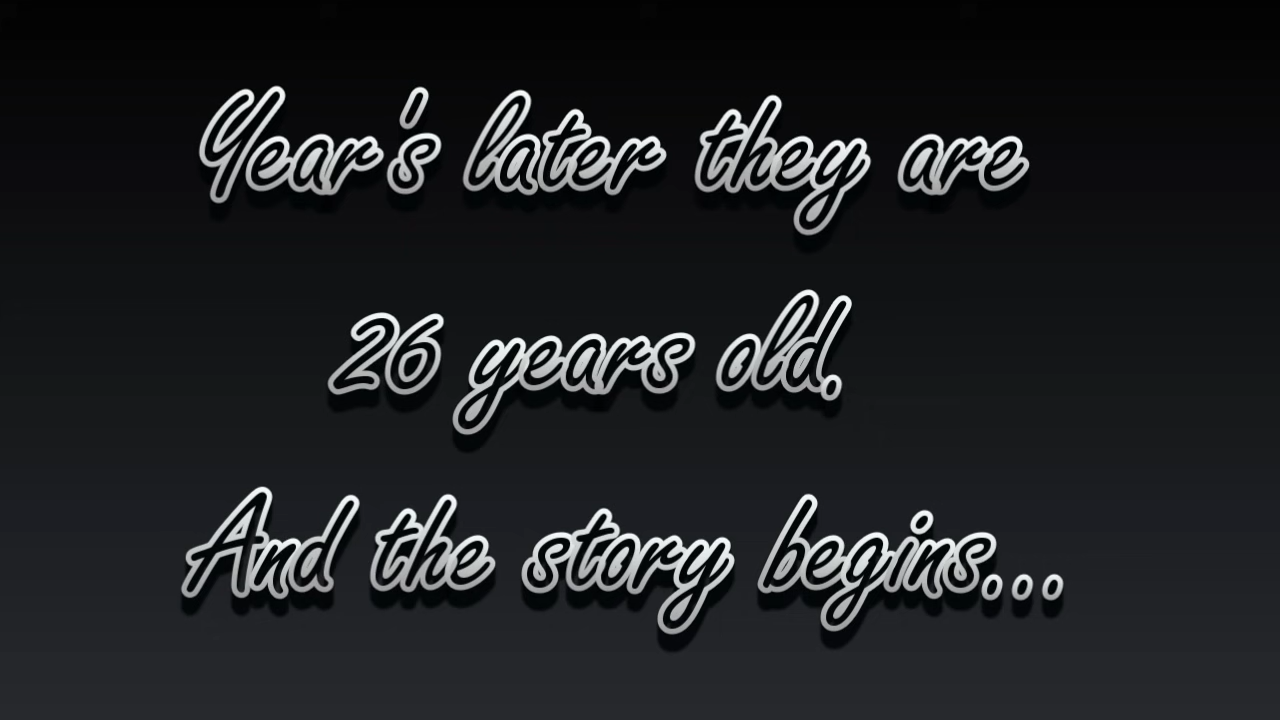 Year's later they are
26 years old.
And the story begins...